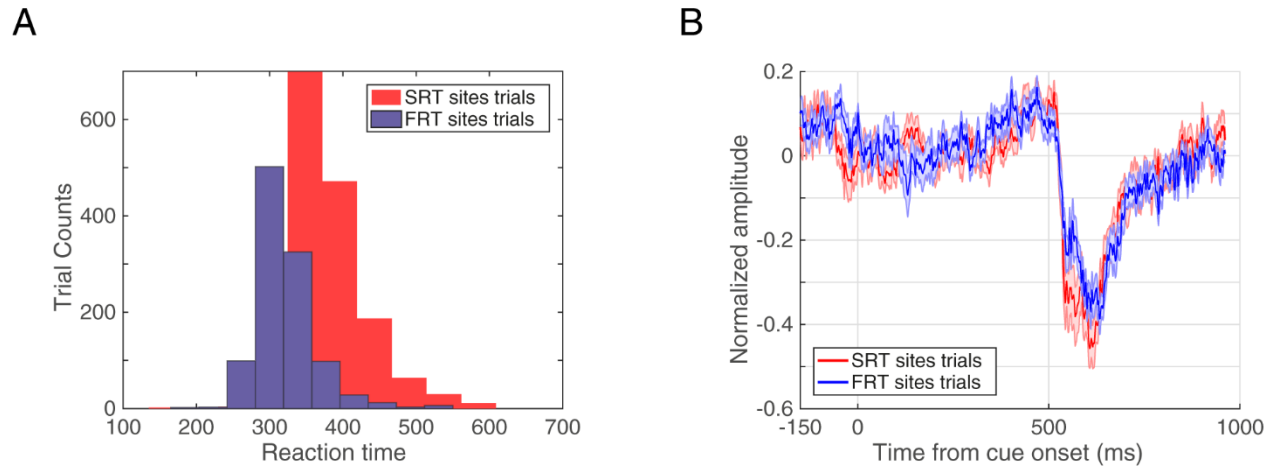 A
Trial Counts
600
400
200
0
100
200
300
400
500
600
700
Reaction time
SRT sites trials
FRT sites trials
B
Normalized amplitude
0.2
0
-0.2
-0.4
-0.6
-150
0
500
1000
Time from cue onset (ms)
SRT sites trials
FRT sites trials